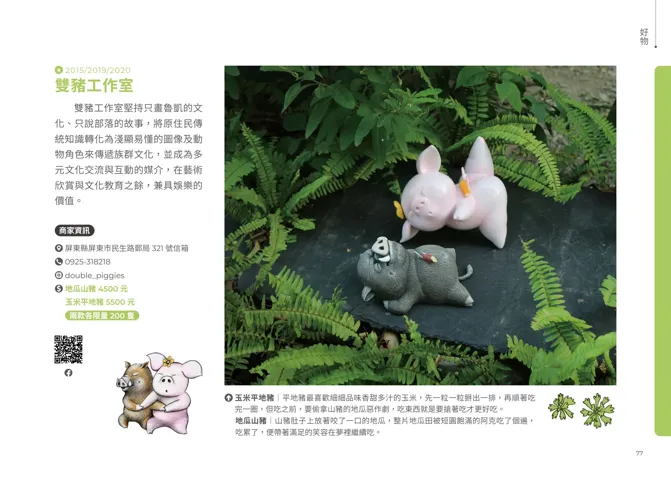 好物
2015/2019/2020
雙豬工作室
雙豬工作室堅持只畫魯凱的文
化、只說部落的故事，將原住民傳
統知識轉化為淺顯易懂的圖像及動
物角色來傳遞族群文化，並成為多
元文化交流與互動的媒介，在藝術
欣賞與文化教育之餘，兼具娛樂的
價值。
商家資訊
屏東縣屏東市民生路郵局 321 號信箱
0925-318218
double_piggies
地瓜山豬 4500 元
玉米平地豬 5500 元
兩款各限量 200 隻
玉米平地豬｜平地豬最喜歡細細品味香甜多汁的玉米，先一粒一粒掰出一排，再順著吃
完一圈，但吃之前，要偷拿山豬的地瓜惡作劇，吃東西就是要搶著吃才更好吃。
地瓜山豬｜山豬肚子上放著咬了一口的地瓜，整片地瓜田被短圓飽滿的阿克吃了個遍，
吃累了，便帶著滿足的笑容在夢裡繼續吃。
77